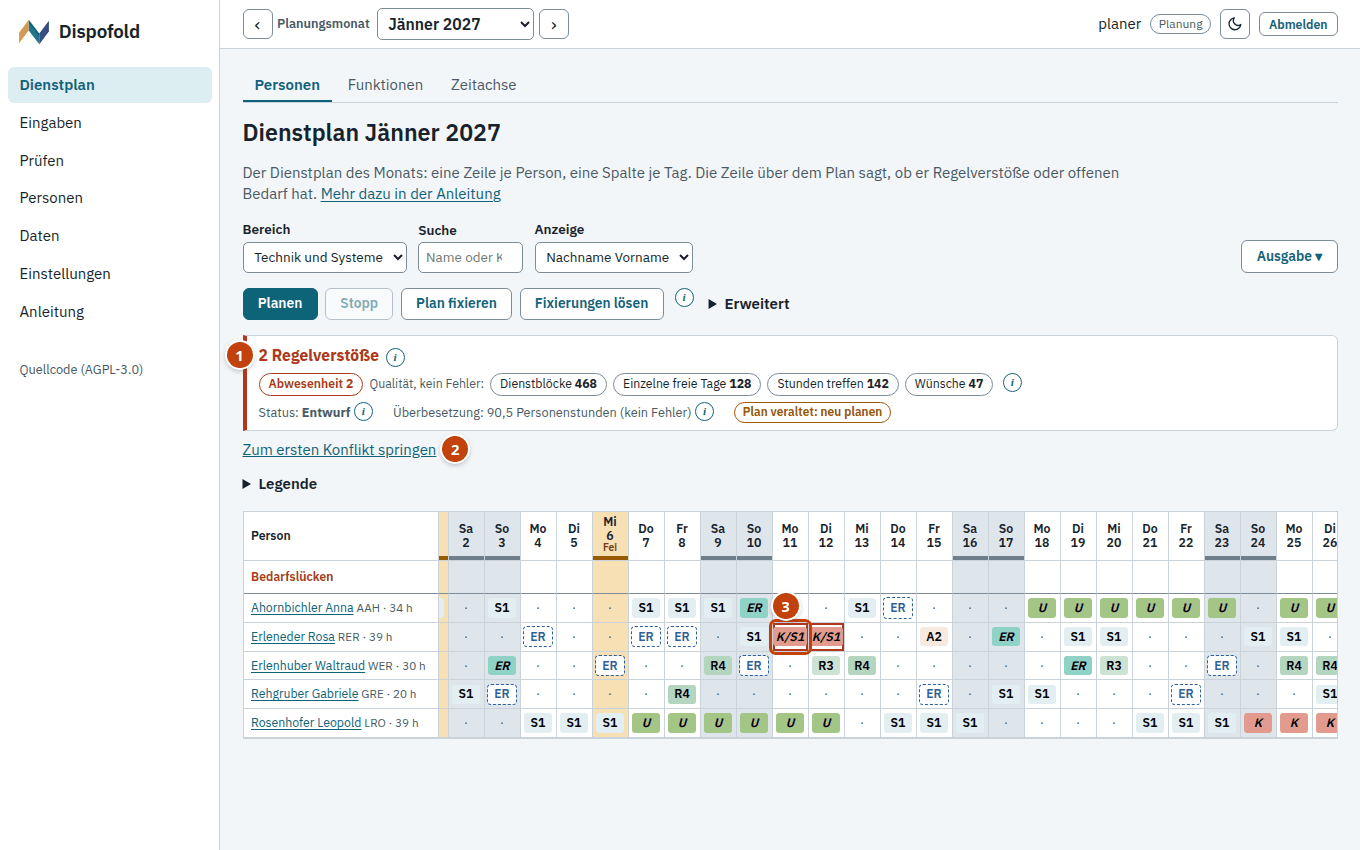 Dispofold
Dienstplan
Eingaben
Prüfen
Personen
Daten
Einstellungen
Anleitung
Quellcode (AGPL-3.0)
‹ Planungsmonat Jänner 2027 ›
planer Planung Abmelden
Personen Funktionen Zeitachse
Dienstplan Jänner 2027
Der Dienstplan des Monats: eine Zeile je Person, eine Spalte je Tag. Die Zeile über dem Plan sagt, ob er Regelverstöße oder offenen
Bedarf hat. Mehr dazu in der Anleitung
Bereich Suche Anzeige
Technik und Systeme Name oder K Nachname Vorname Ausgabe ▾
Planen Stopp Plan fixieren Fixierungen lösen i ▶ Erweitert
1 2 Regelverstöße i
Abwesenheit 2 Qualität, kein Fehler: Dienstblöcke 468 Einzelne freie Tage 128 Stunden treffen 142 Wünsche 47 i
Status: Entwurf i Überbesetzung: 90,5 Personenstunden (kein Fehler) i Plan veraltet: neu planen
Zum ersten Konflikt springen 2
▶ Legende
Person Sa 2 So 3 Mo 4 Di 5 Mi 6 Fei Do 7 Fr 8 Sa 9 So 10 Mo 11 Di 12 Mi 13 Do 14 Fr 15 Sa 16 So 17 Mo 18 Di 19 Mi 20 Do 21 Fr 22 Sa 23 So 24 Mo 25 Di 26
Bedarfslücken
Ahornbichler Anna AAH · 34 h · S1 · · · S1 S1 S1 ER 3 · S1 ER · · · U U U U U U · U U
Erleneder Rosa RER · 39 h · · ER · · ER ER · S1 K/S1 K/S1 · · A2 · ER · S1 S1 · · · S1 S1 ·
Erlenhuber Waltraud WER · 30 h · ER · · ER · · R4 ER · R3 R4 · · · · · ER R3 · · ER · R4 R4
Rehgruber Gabriele GRE · 20 h S1 ER · · · · R4 · · · · · · ER · S1 S1 · · · ER · · · S1
Rosenhofer Leopold LRO · 39 h · · S1 S1 S1 U U U U U U · S1 S1 S1 · · · · S1 S1 S1 K K K